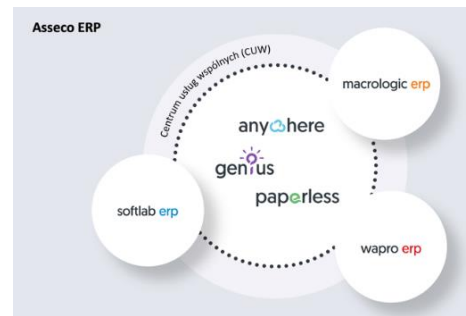 Asseco ERP
Centrum usług wspólnych (CUW)
macrologic erp
anywhere
genius
paperless
softlab erp
wapro erp